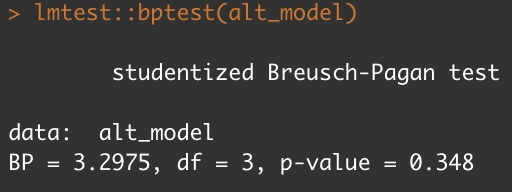 > lmtest::bptest(alt_model)
studentized Breusch-Pagan test
data:  alt_model
BP = 3.2975, df = 3, p-value = 0.348